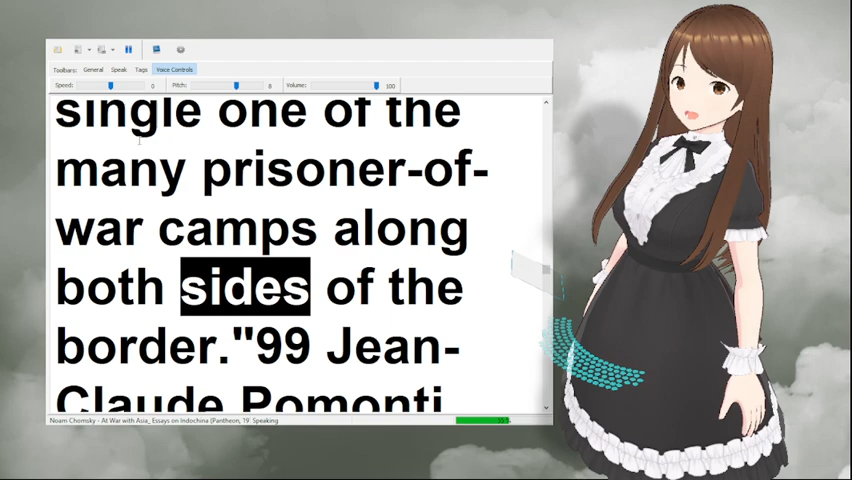 Toolbars: General Speak Tags Voice Controls
Speed: 0 Pitch: 8 Volume: 100
single one of the
many prisoner-of-
war camps along
both sides of the
border."99 Jean-
Claude Pomonti
Noam Chomsky - At War with Asia_ Essays on Indochina (Pantheon, 19 Speaking